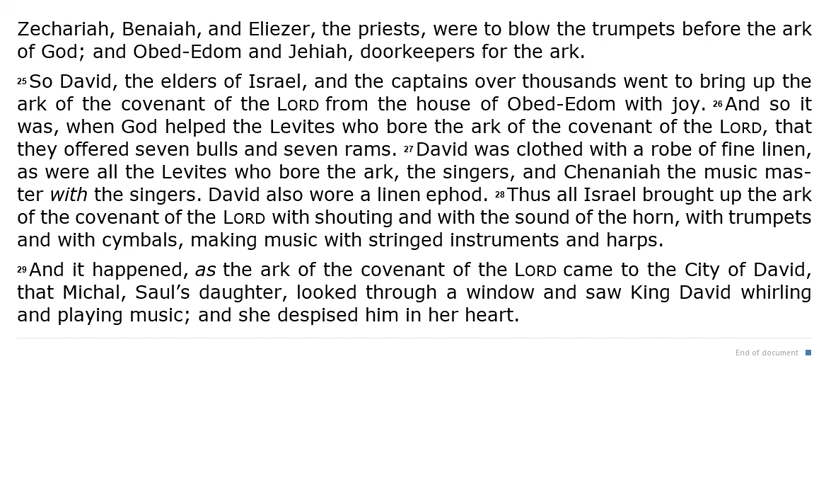 Zechariah, Benaiah, and Eliezer, the priests, were to blow the trumpets before the ark
of God; and Obed-Edom and Jehiah, doorkeepers for the ark.
25 So David, the elders of Israel, and the captains over thousands went to bring up the
ark of the covenant of the LORD from the house of Obed-Edom with joy. 26 And so it
was, when God helped the Levites who bore the ark of the covenant of the LORD, that
they offered seven bulls and seven rams. 27 David was clothed with a robe of fine linen,
as were all the Levites who bore the ark, the singers, and Chenaniah the music mas-
ter with the singers. David also wore a linen ephod. 28 Thus all Israel brought up the ark
of the covenant of the LORD with shouting and with the sound of the horn, with trumpets
and with cymbals, making music with stringed instruments and harps.
29 And it happened, as the ark of the covenant of the LORD came to the City of David,
that Michal, Saul’s daughter, looked through a window and saw King David whirling
and playing music; and she despised him in her heart.
End of document